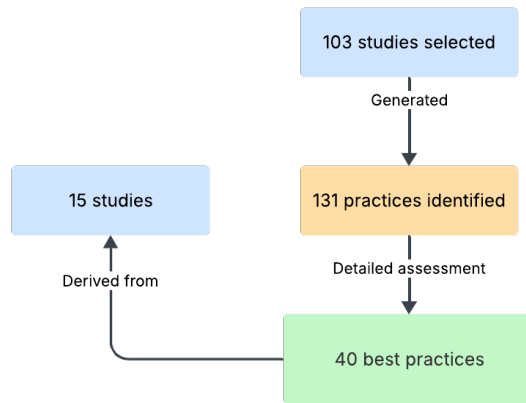 103 studies selected
Generated
15 studies
131 practices identified
Derived from
Detailed assessment
40 best practices